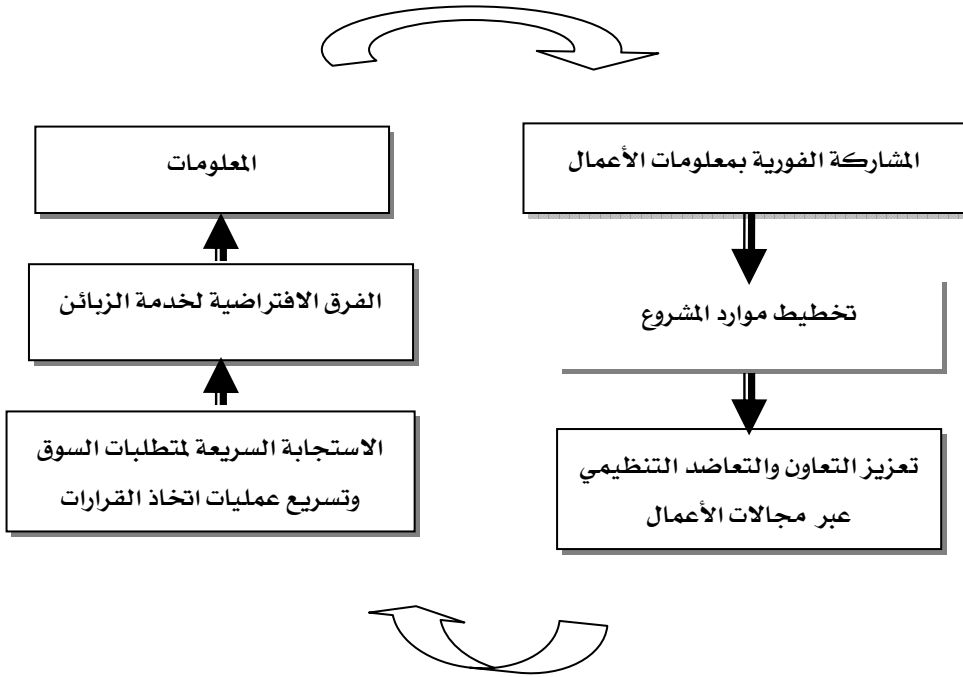 المشاركة الفورية بمعلومات الأعمال
تخطيط موارد المشروع
تعزيز التعاون والتعاضد التنظيمي
عبر مجالات الأعمال
المعلومات
الفرق الافتراضية لخدمة الزبائن
الاستجابة السريعة لمتطلبات السوق
وتسريع عمليات اتخاذ القرارات